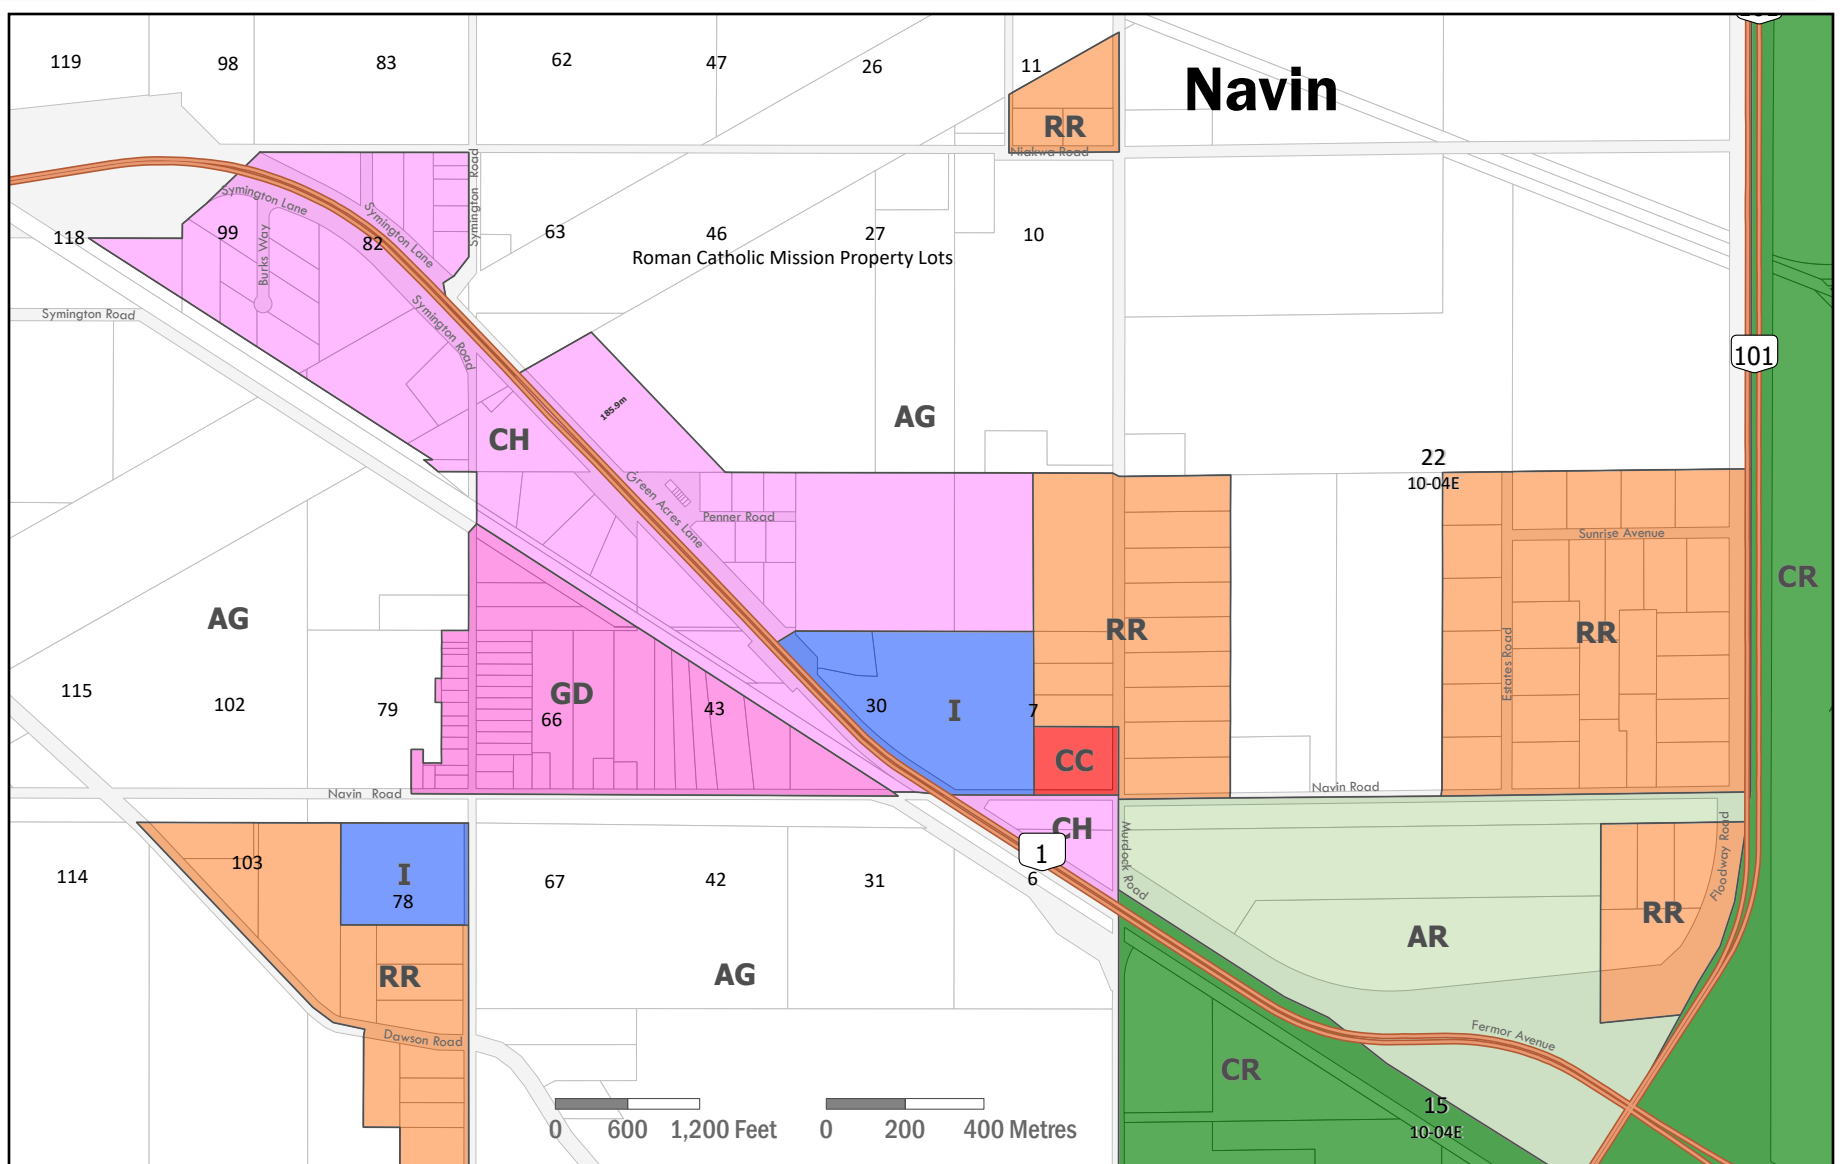 101
119
98
83
62
47
26
11
Navin
RR
Niakwa Road
Symington Road
Symington Lane
Symington Lane
118
99
Burks Way
82
63
46
27
10
Roman Catholic Mission Property Lots
Symington Road
Symington Road
101
185.9m
AG
CH
22
10-04E
Green Acres Lane
Penner Road
Sunrise Avenue
CR
AG
RR
RR
Estates Road
115
102
79
GD
66
43
30
I
7
CC
Navin Road
Navin Road
CH
Murdock Road
1
6
Floodway Road
114
103
I
78
67
42
31
RR
AR
RR
AG
Dawson Road
Fermor Avenue
CR
15
10-04E
0 600 1,200 Feet
0 200 400 Metres